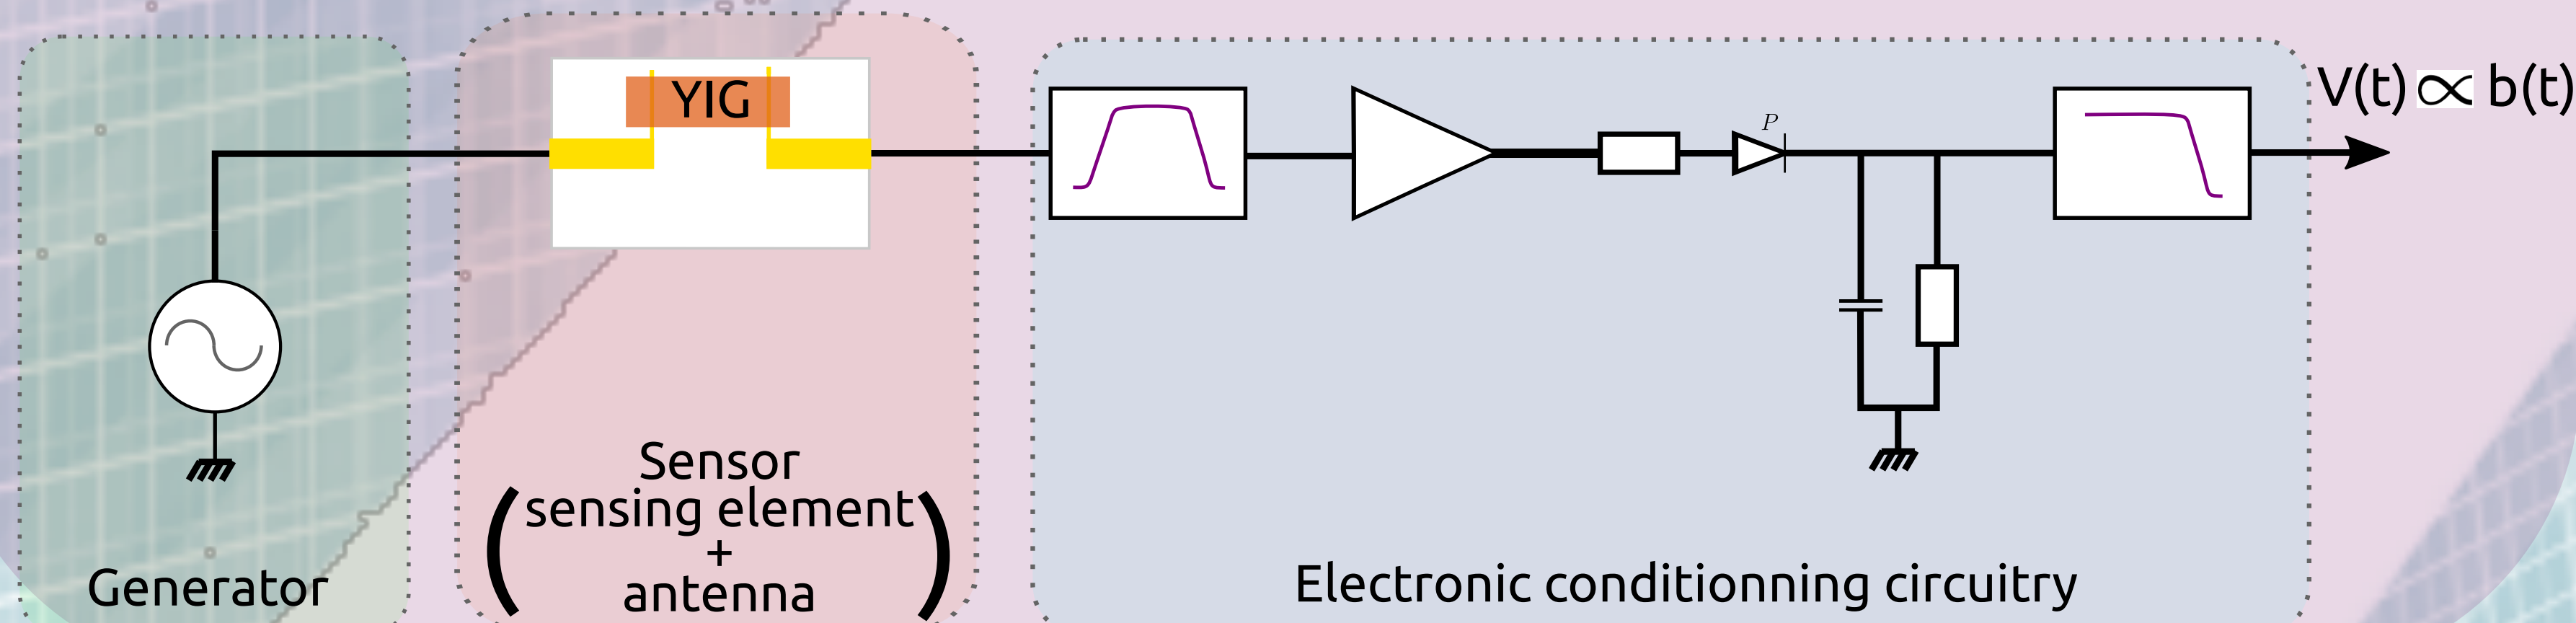 YIG
P
V(t) ∝ b(t)
Generator
Sensor
(sensing element
+
antenna)
Electronic conditionning circuitry